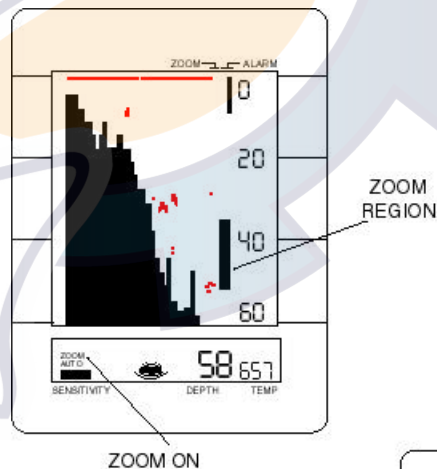 ZOOM ALARM
0
20
ZOOM
REGION
40
60
ZOOM
AUTO
58 657
SENSITIVITY DEPTH TEMP
ZOOM ON